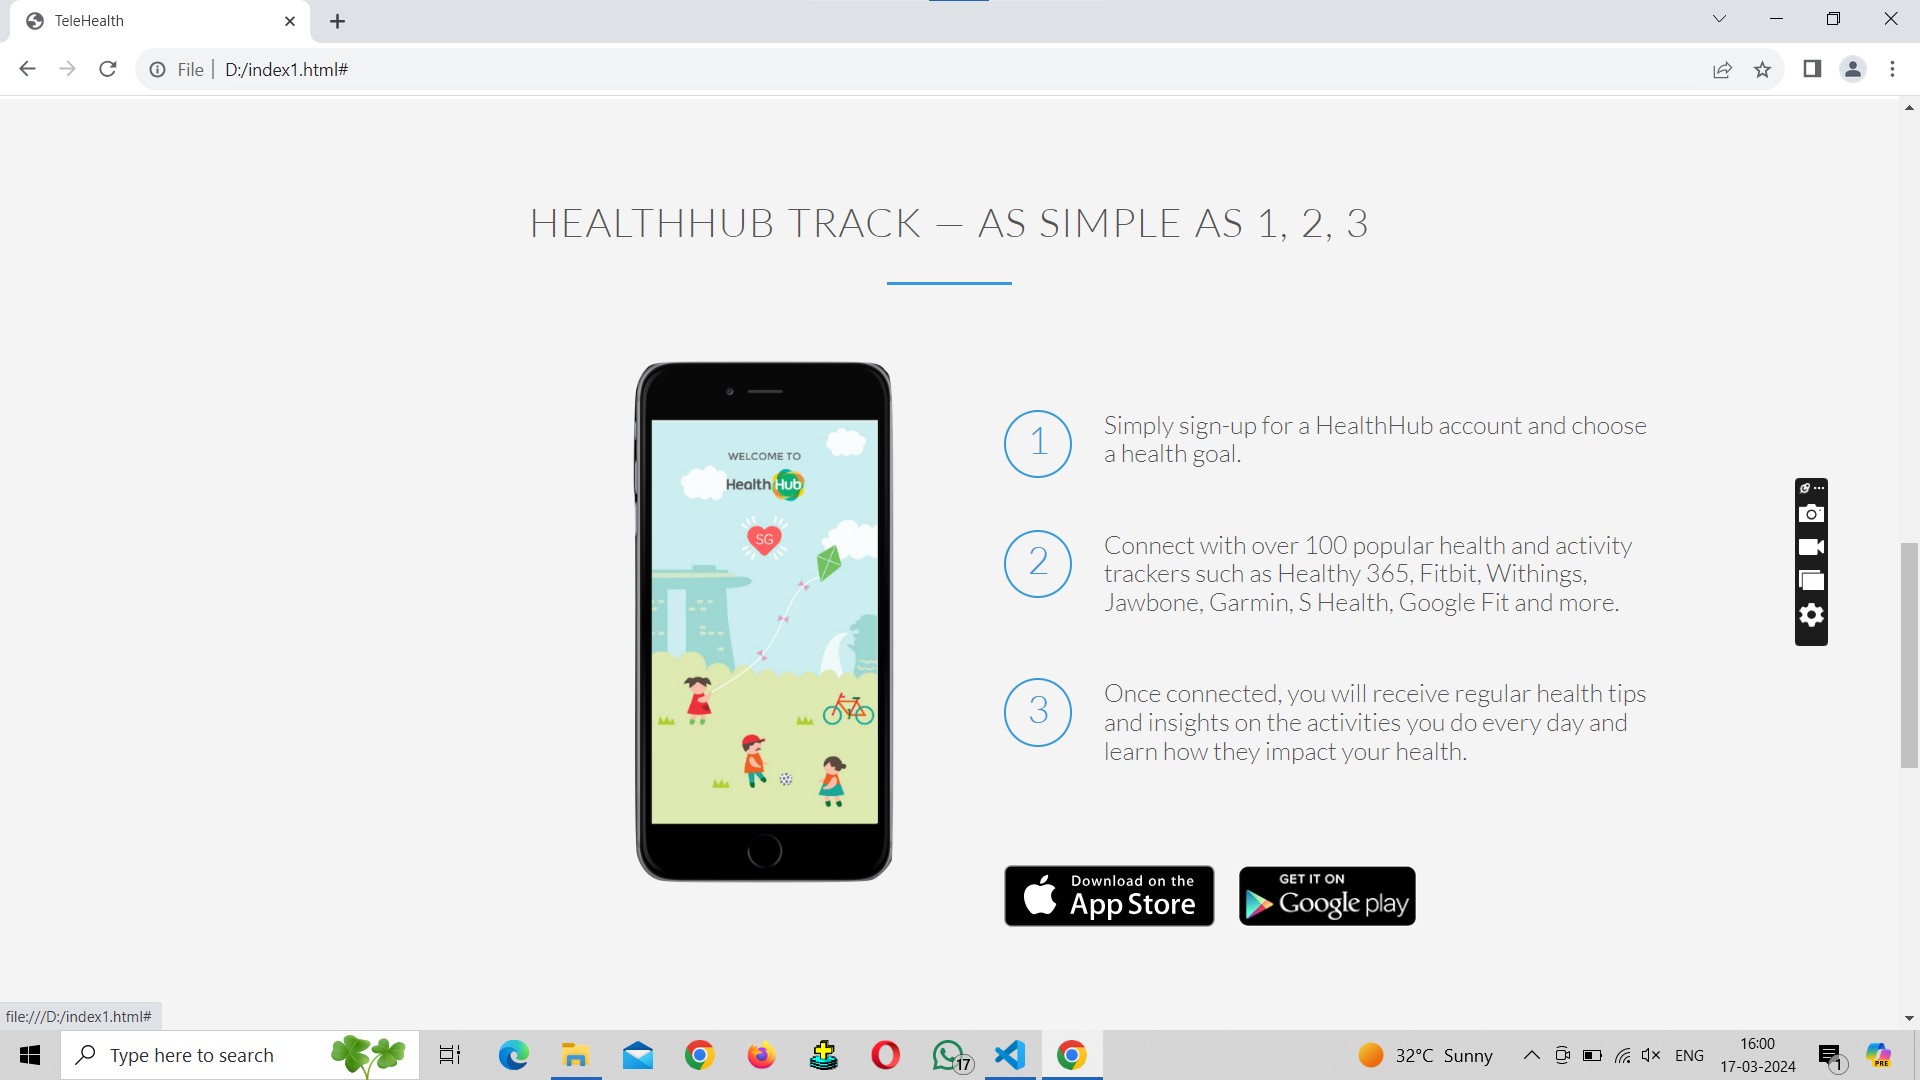 TeleHealth
File
D:/index1.html#
HEALTHHUB TRACK — AS SIMPLE AS 1, 2, 3
WELCOME TO
HealthHub
SG
1
Simply sign-up for a HealthHub account and choose
a health goal.
2
Connect with over 100 popular health and activity
trackers such as Healthy 365, Fitbit, Withings,
Jawbone, Garmin, S Health, Google Fit and more.
3
Once connected, you will receive regular health tips
and insights on the activities you do every day and
learn how they impact your health.
Download on the
App Store
GET IT ON
Google play
file:///D:/index1.html#
Type here to search
17
32°C Sunny
ENG
16:00
17-03-2024
1
PRE